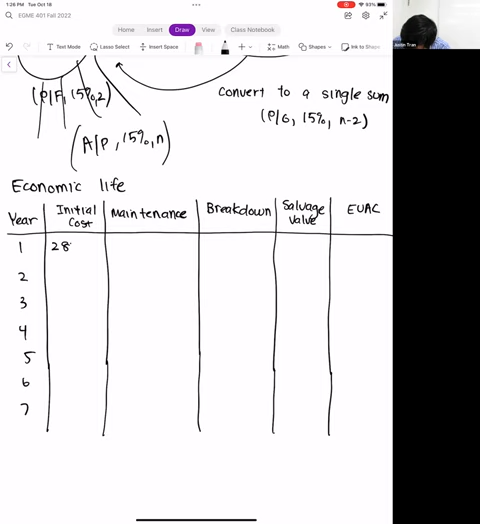 1:28 PM Tue Oct 18
93%
EGME 401 Fall 2022
Home Insert Draw View Class Notebook
Text Mode Lasso Select Insert Space Math Shapes Ink to Shape
Justin Tran
(P/F, 15%, 2)
(A/P, 15%, n)
convert to a single sum
(P/G, 15%, n-2)
Economic life
Year Initial Cost Maintenance Breakdown Salvage Value EUAC
1 28
2
3
4
5
6
7